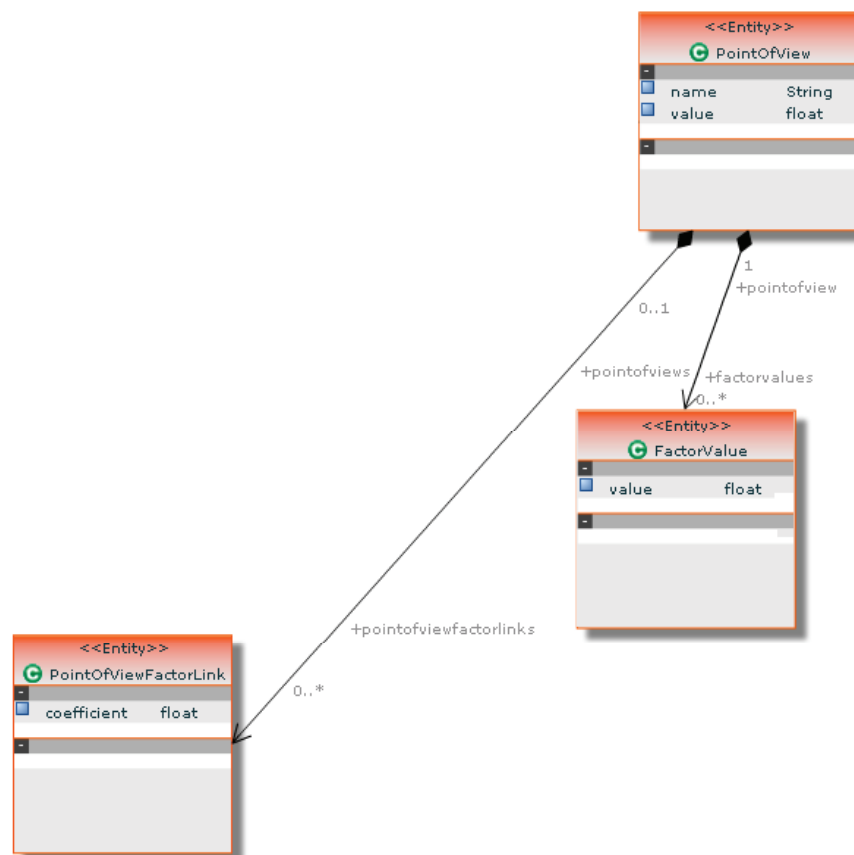 <<Entity>>
C PointOfView
-
name String
value float
-
1
+pointofview
0..1
+pointofviews
+factorvalues
0..*
<<Entity>>
C FactorValue
-
value float
-
+pointofviewfactorlinks
0..*
<<Entity>>
C PointOfViewFactorLink
-
coefficient float
-